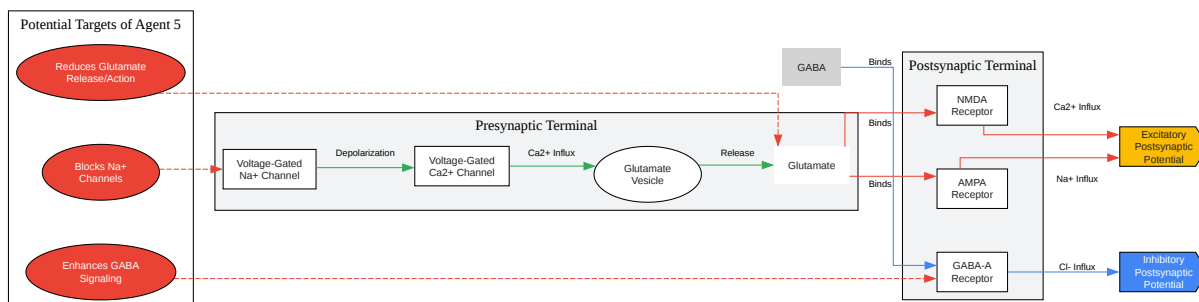 Potential Targets of Agent 5
Reduces Glutamate
Release/Action
Blocks Na+
Channels
Enhances GABA
Signaling
Presynaptic Terminal
Voltage-Gated
Na+ Channel
Depolarization
Voltage-Gated
Ca2+ Channel
Ca2+ Influx
Glutamate
Vesicle
Release
Glutamate
GABA
Binds
Binds
Binds
Postsynaptic Terminal
NMDA
Receptor
AMPA
Receptor
GABA-A
Receptor
Ca2+ Influx
Na+ Influx
Cl- Influx
Excitatory
Postsynaptic
Potential
Inhibitory
Postsynaptic
Potential